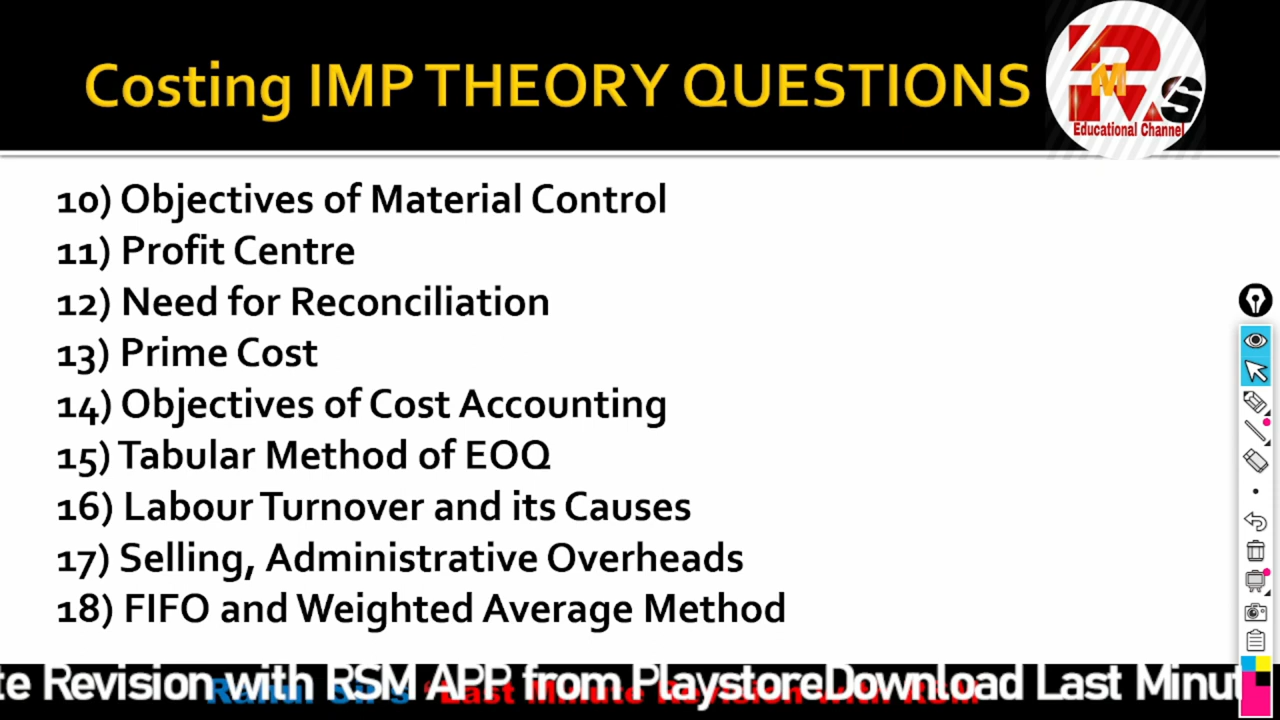 Costing IMP THEORY QUESTIONS
RMS
Educational Channel
10) Objectives of Material Control
11) Profit Centre
12) Need for Reconciliation
13) Prime Cost
14) Objectives of Cost Accounting
15) Tabular Method of EOQ
16) Labour Turnover and its Causes
17) Selling, Administrative Overheads
18) FIFO and Weighted Average Method
te Revision with RSM APP from PlaystoreDownload Last Minut